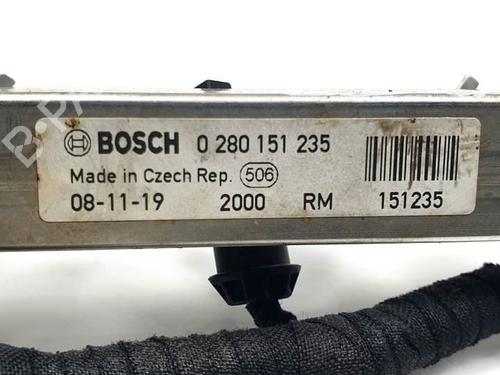 BOSCH 0 280 151 235
Made in Czech Rep. 506
08-11-19 2000 RM 151235